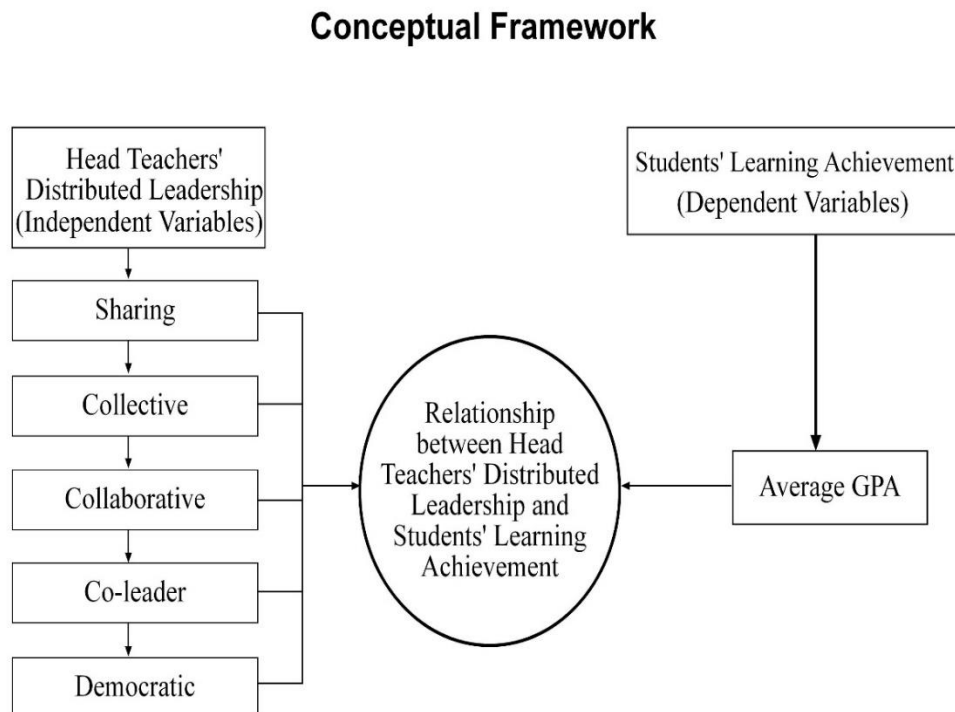 Conceptual Framework
Head Teachers'
Distributed Leadership
(Independent Variables)
Sharing
Collective
Collaborative
Co-leader
Democratic
Relationship
between Head
Teachers' Distributed
Leadership and
Students' Learning
Achievement
Students' Learning Achievement
(Dependent Variables)
Average GPA